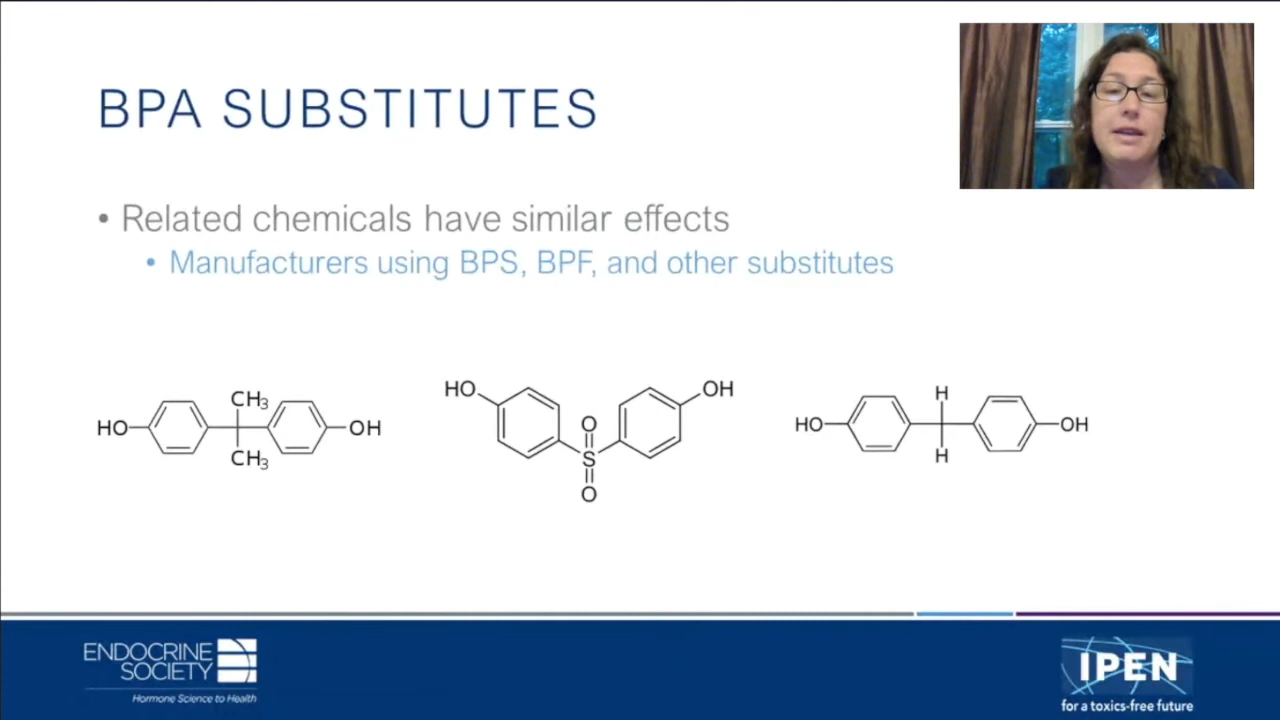 BPA SUBSTITUTES
• Related chemicals have similar effects
• Manufacturers using BPS, BPF, and other substitutes
HO CH3 CH3 OH
HO O S O OH
HO H H OH
ENDOCRINE
SOCIETY
Hormone Science to Health
IPEN
for a toxics-free future